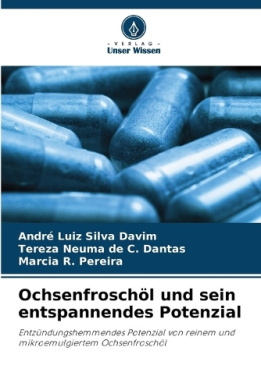 VERLAG
Unser Wissen
André Luiz Silva Davim
Tereza Neuma de C. Dantas
Marcia R. Pereira
Ochsenfroschöl und sein
entspannendes Potenzial
Entzündungshemmendes Potenzial von reinem und
mikroemulgiertem Ochsenfroschöl